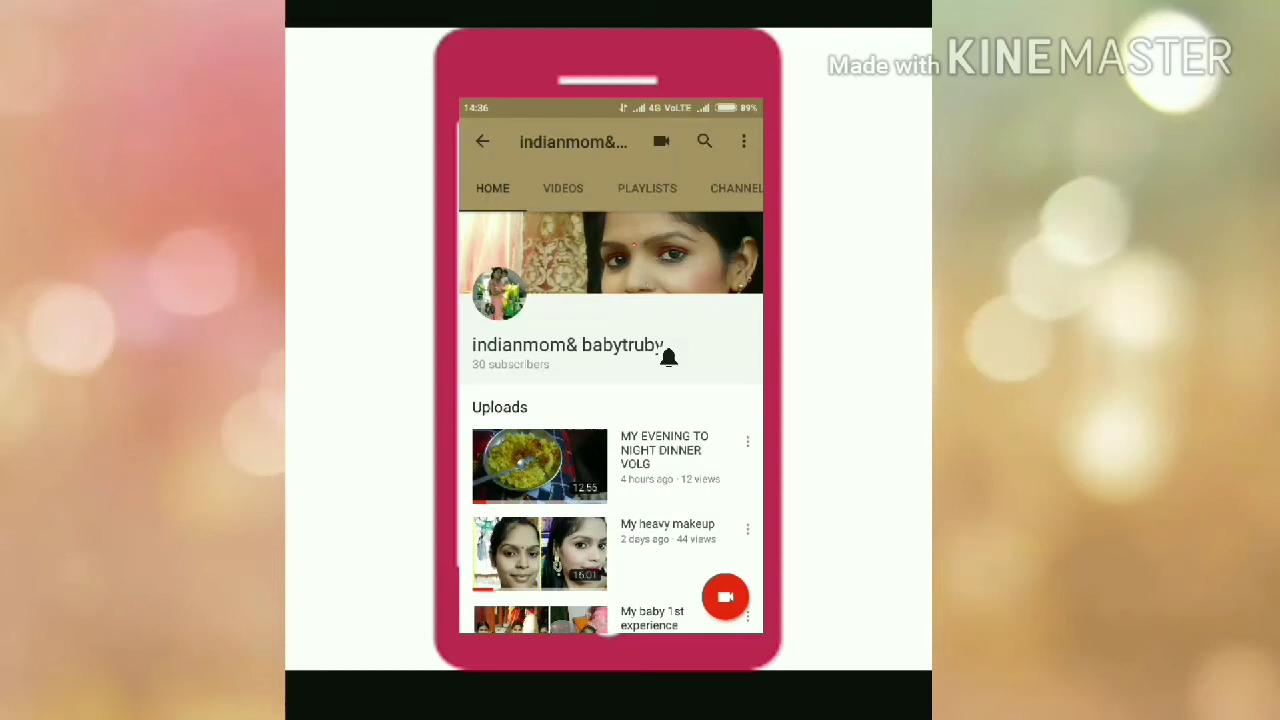 Made with KINEMASTER
14:36 4G VoLTE 89%
indianmom&...
HOME VIDEOS PLAYLISTS CHANNEL
indianmom& babytruby
30 subscribers
Uploads
MY EVENING TO
NIGHT DINNER
VOLG
4 hours ago · 12 views
12:55
My heavy makeup
2 days ago · 44 views
15:01
My baby 1st
experience